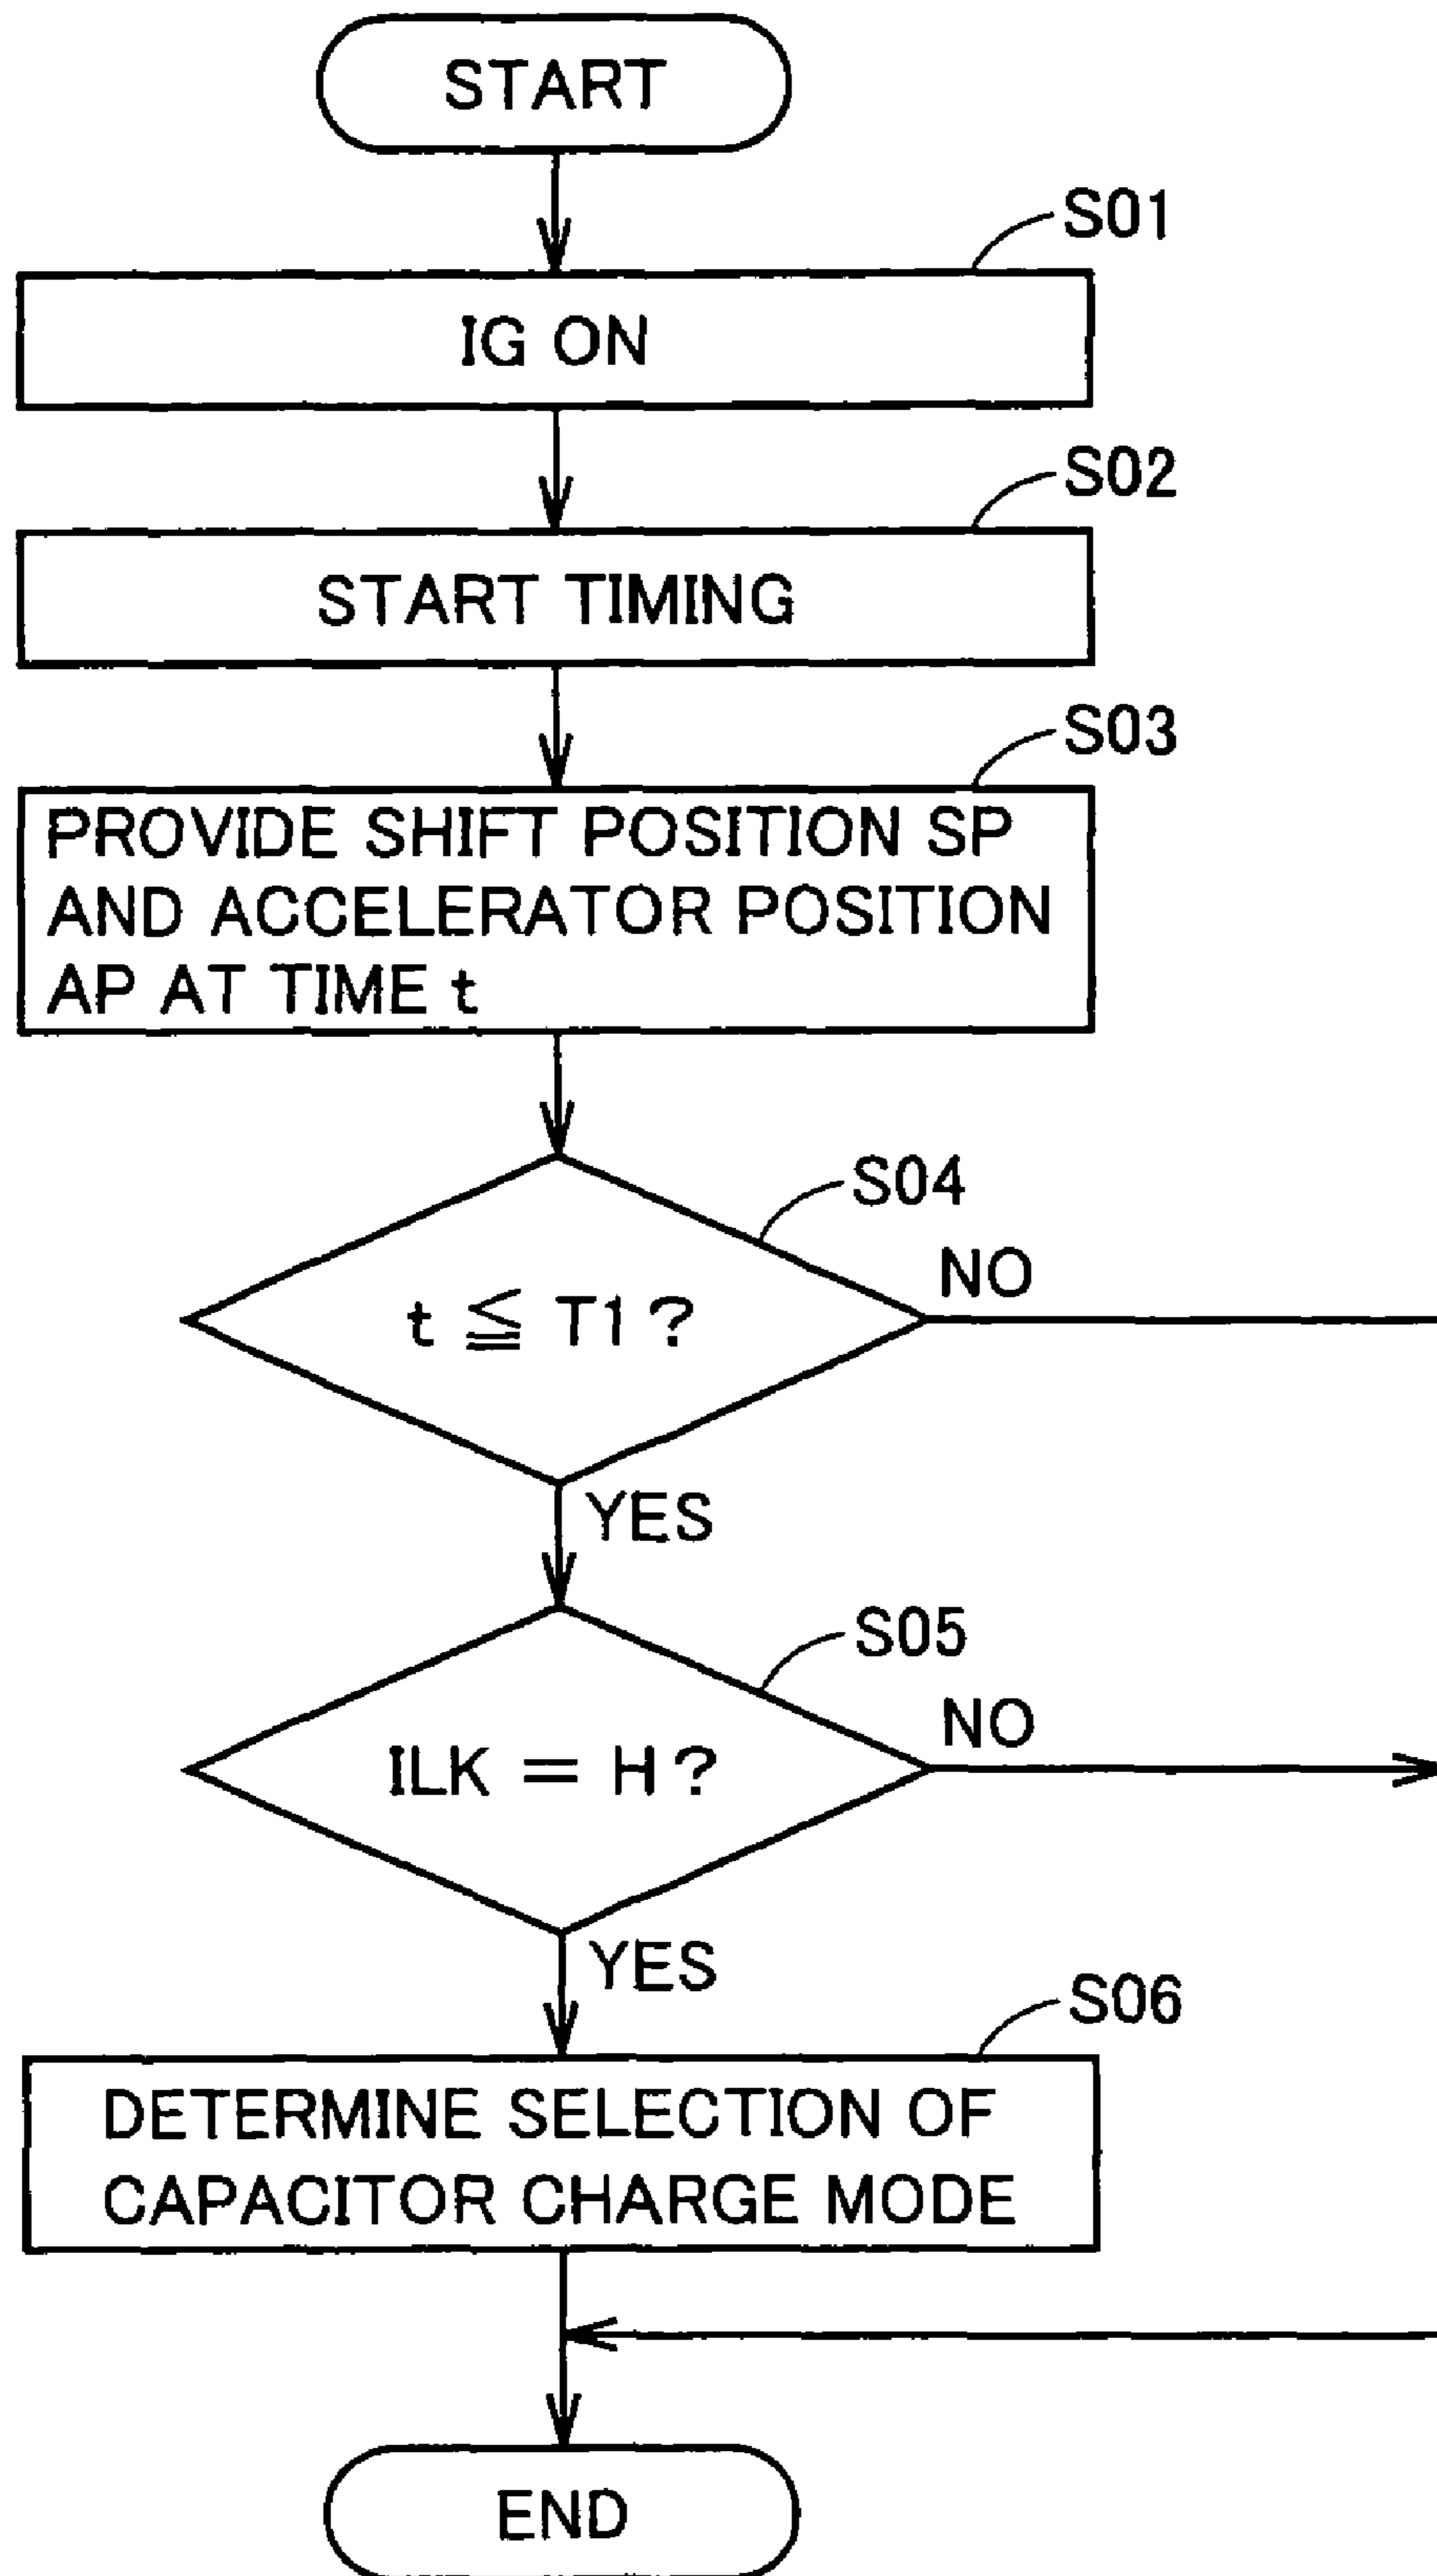 START
S01
IG ON
S02
START TIMING
S03
PROVIDE SHIFT POSITION SP
AND ACCELERATOR POSITION
AP AT TIME t
S04
t ≦ T1?
NO
YES
S05
ILK = H?
NO
YES
S06
DETERMINE SELECTION OF
CAPACITOR CHARGE MODE
END